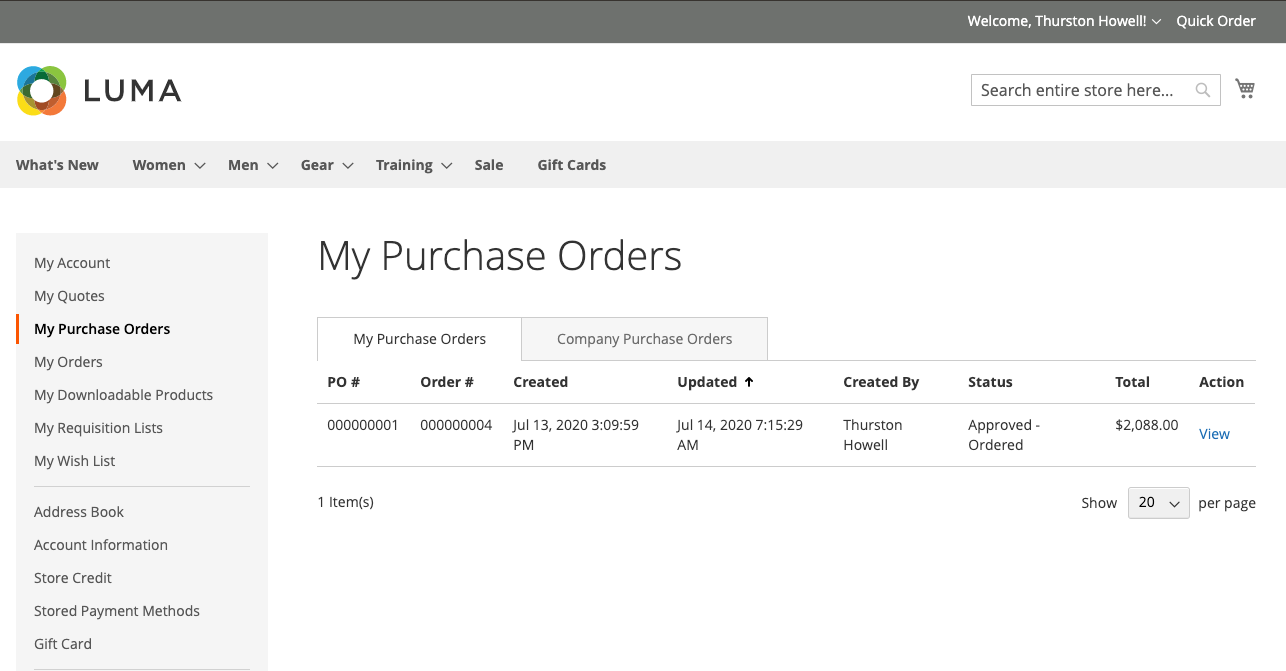 Welcome, Thurston Howell! Quick Order
LUMA
Search entire store here...
What's New Women Men Gear Training Sale Gift Cards
My Account
My Quotes
My Purchase Orders
My Orders
My Downloadable Products
My Requisition Lists
My Wish List
Address Book
Account Information
Store Credit
Stored Payment Methods
Gift Card
My Purchase Orders
My Purchase Orders Company Purchase Orders
PO # Order # Created Updated Created By Status Total Action
000000001 000000004 Jul 13, 2020 3:09:59 Jul 14, 2020 7:15:29 Thurston Approved - $2,088.00 View
PM AM Howell Ordered
1 Item(s) Show 20 per page